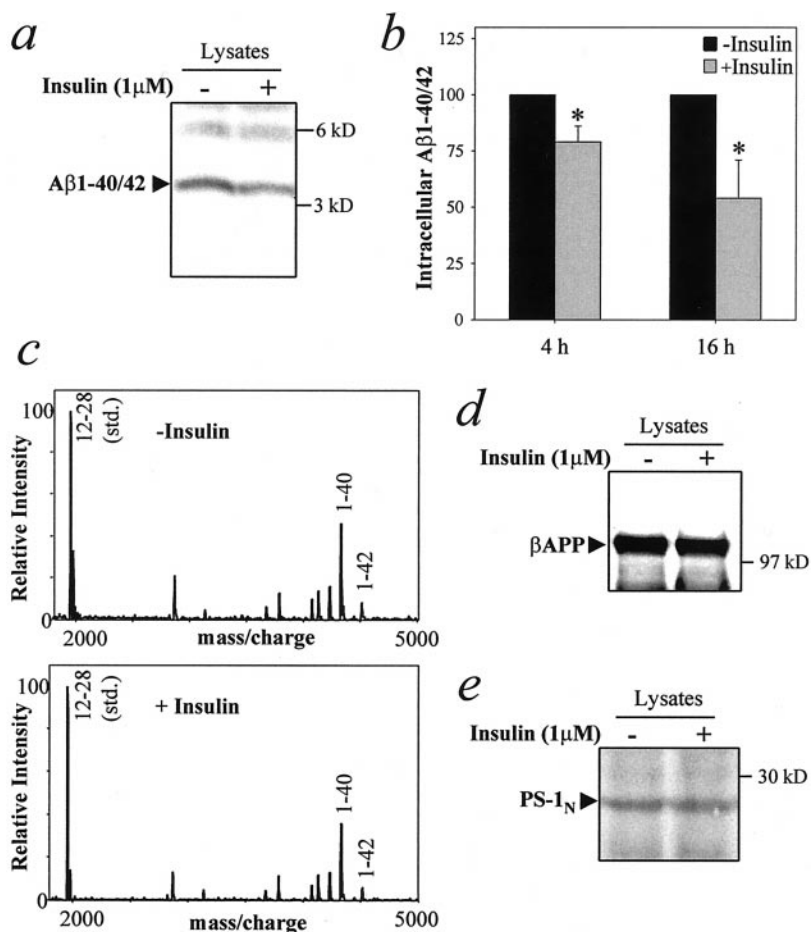 a
Lysates
Insulin (1μM) - +
6 kD
Aβ1-40/42
3 kD
b
Intracellular Aβ1-40/42
125
100
75
50
25
0
-Insulin
+Insulin
*
*
4 h
16 h
c
Relative Intensity
100
0
12-28
(std.)
-Insulin
1-40
1-42
2000
mass/charge
5000
Relative Intensity
100
0
12-28
(std.)
+ Insulin
1-40
1-42
2000
mass/charge
5000
d
Lysates
Insulin (1μM) - +
βAPP
97 kD
e
Lysates
Insulin (1μM) - +
30 kD
PS-1N